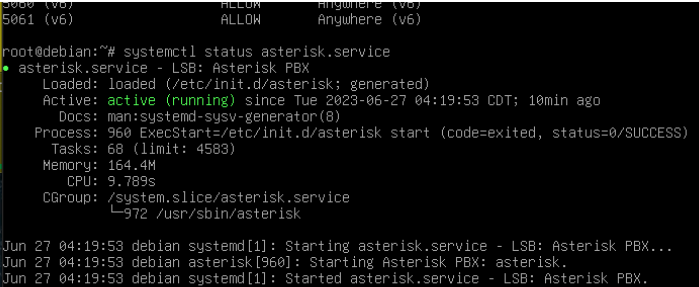 5060 (v6) ALLOW Anywhere (v6)
5061 (v6) ALLOW Anywhere (v6)
root@debian:~# systemctl status asterisk.service
● asterisk.service - LSB: Asterisk PBX
Loaded: loaded (/etc/init.d/asterisk; generated)
Active: active (running) since Tue 2023-06-27 04:19:53 CDT; 10min ago
Docs: man:systemd-sysv-generator(8)
Process: 960 ExecStart=/etc/init.d/asterisk start (code=exited, status=0/SUCCESS)
Tasks: 68 (limit: 4583)
Memory: 164.4M
CPU: 9.789s
CGroup: /system.slice/asterisk.service
└─972 /usr/sbin/asterisk
Jun 27 04:19:53 debian systemd[1]: Starting asterisk.service - LSB: Asterisk PBX...
Jun 27 04:19:53 debian asterisk[960]: Starting Asterisk PBX: asterisk.
Jun 27 04:19:53 debian systemd[1]: Started asterisk.service - LSB: Asterisk PBX.